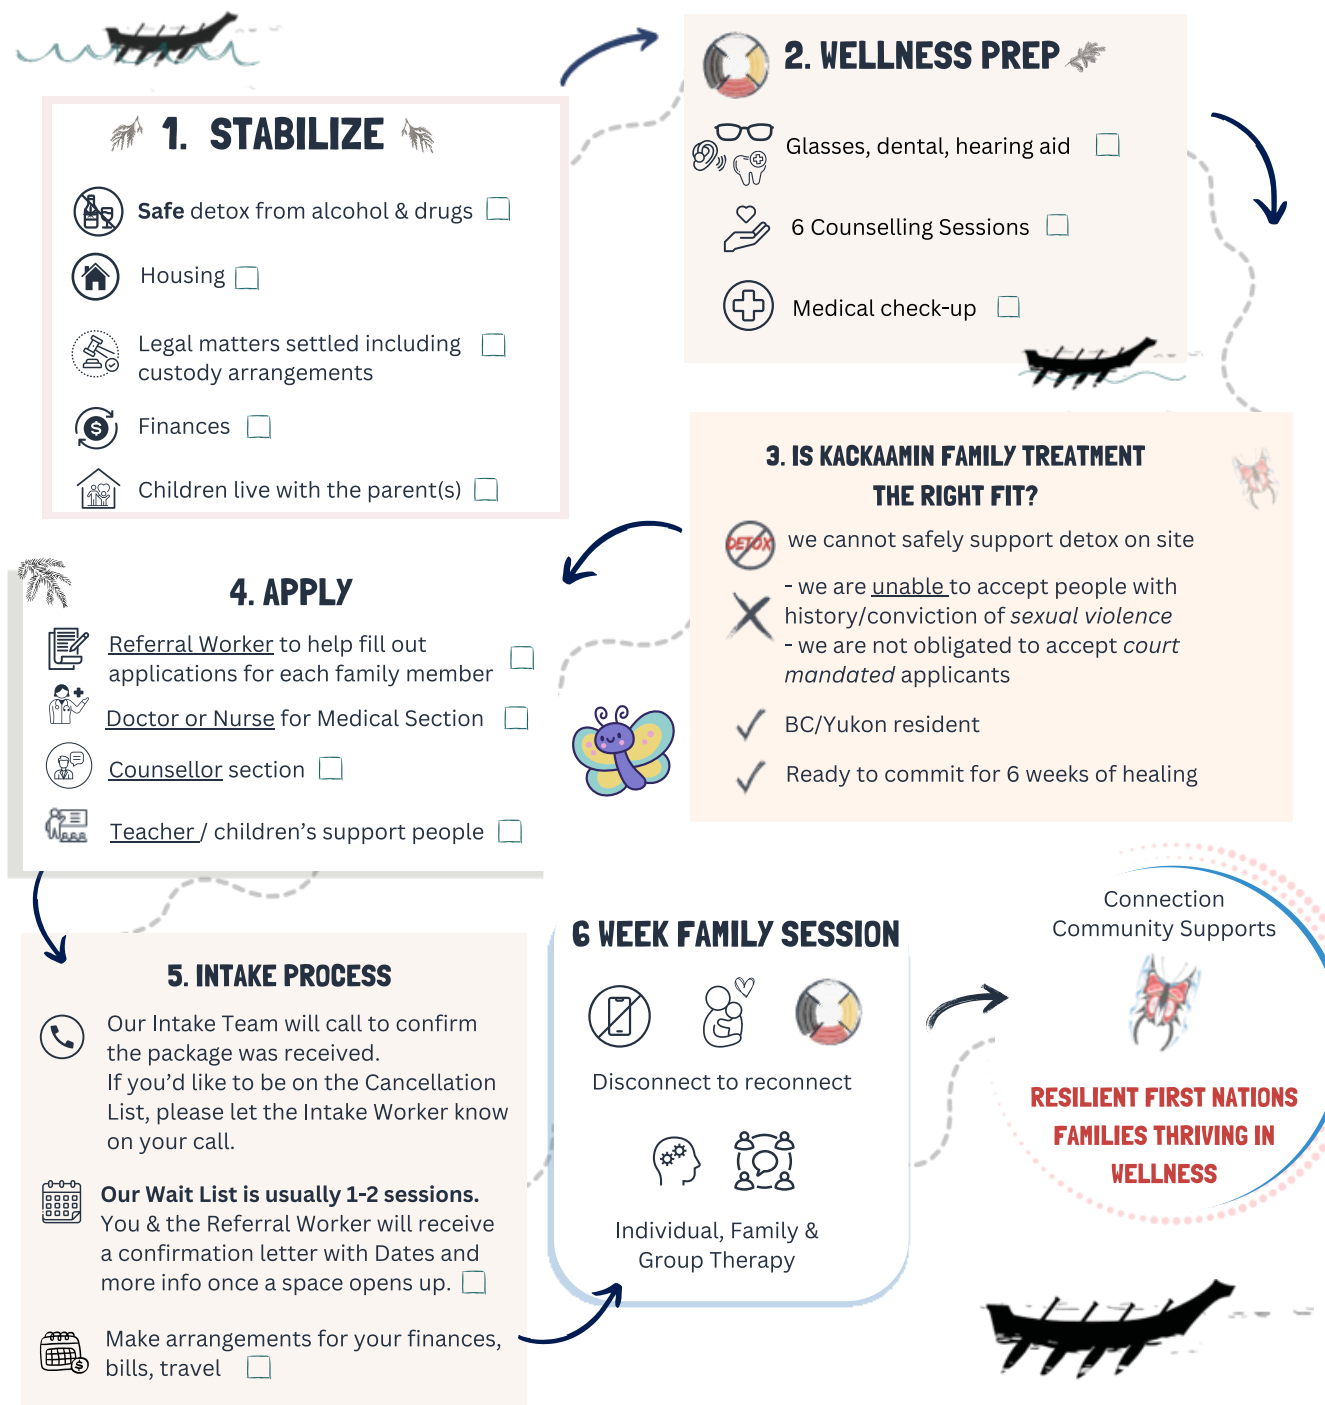 1. STABILIZE
Safe detox from alcohol & drugs
Housing
Legal matters settled including
custody arrangements
Finances
Children live with the parent(s)
2. WELLNESS PREP
Glasses, dental, hearing aid
6 Counselling Sessions
Medical check-up
3. IS KACKAAMIN FAMILY TREATMENT
THE RIGHT FIT?
DETOX
we cannot safely support detox on site
- we are unable to accept people with
history/conviction of sexual violence
- we are not obligated to accept court
mandated applicants
BC/Yukon resident
Ready to commit for 6 weeks of healing
4. APPLY
Referral Worker to help fill out
applications for each family member
Doctor or Nurse for Medical Section
Counsellor section
Teacher / children's support people
5. INTAKE PROCESS
Our Intake Team will call to confirm
the package was received.
If you'd like to be on the Cancellation
List, please let the Intake Worker know
on your call.
Our Wait List is usually 1-2 sessions.
You & the Referral Worker will receive
a confirmation letter with Dates and
more info once a space opens up.
Make arrangements for your finances,
bills, travel
6 WEEK FAMILY SESSION
Disconnect to reconnect
Individual, Family &
Group Therapy
Connection
Community Supports
RESILIENT FIRST NATIONS
FAMILIES THRIVING IN
WELLNESS